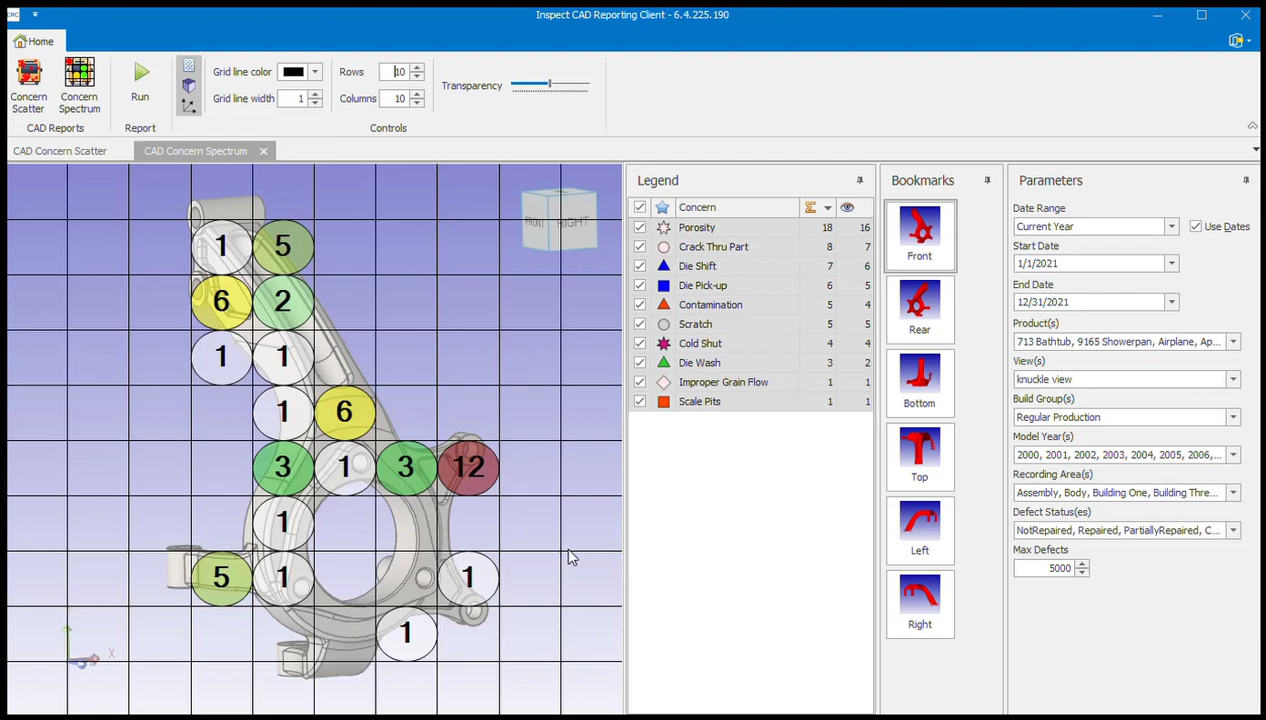 CRC
Inspect CAD Reporting Client - 6.4.225.190
Home
Concern Scatter
Concern Spectrum
CAD Reports
Run
Report
Grid line color
Grid line width 1
Rows 10
Columns 10
Transparency
Controls
CAD Concern Scatter
CAD Concern Spectrum
FRONT RIGHT
1 5
6 2
1 1
1 6
3 1 3 12
1
5 1 1
1
X
Legend
Concern
Porosity 18 16
Crack Thru Part 8 7
Die Shift 7 6
Die Pick-up 6 5
Contamination 5 4
Scratch 5 5
Cold Shut 4 4
Die Wash 3 2
Improper Grain Flow 1 1
Scale Pits 1 1
Bookmarks
Front
Rear
Bottom
Top
Left
Right
Parameters
Date Range
Current Year
Use Dates
Start Date
1/1/2021
End Date
12/31/2021
Product(s)
713 Bathtub, 9165 Showerpan, Airplane, Ap...
View(s)
knuckle view
Build Group(s)
Regular Production
Model Year(s)
2000, 2001, 2002, 2003, 2004, 2005, 2006,...
Recording Area(s)
Assembly, Body, Building One, Building Thre...
Defect Status(es)
NotRepaired, Repaired, PartiallyRepaired, C...
Max Defects
5000